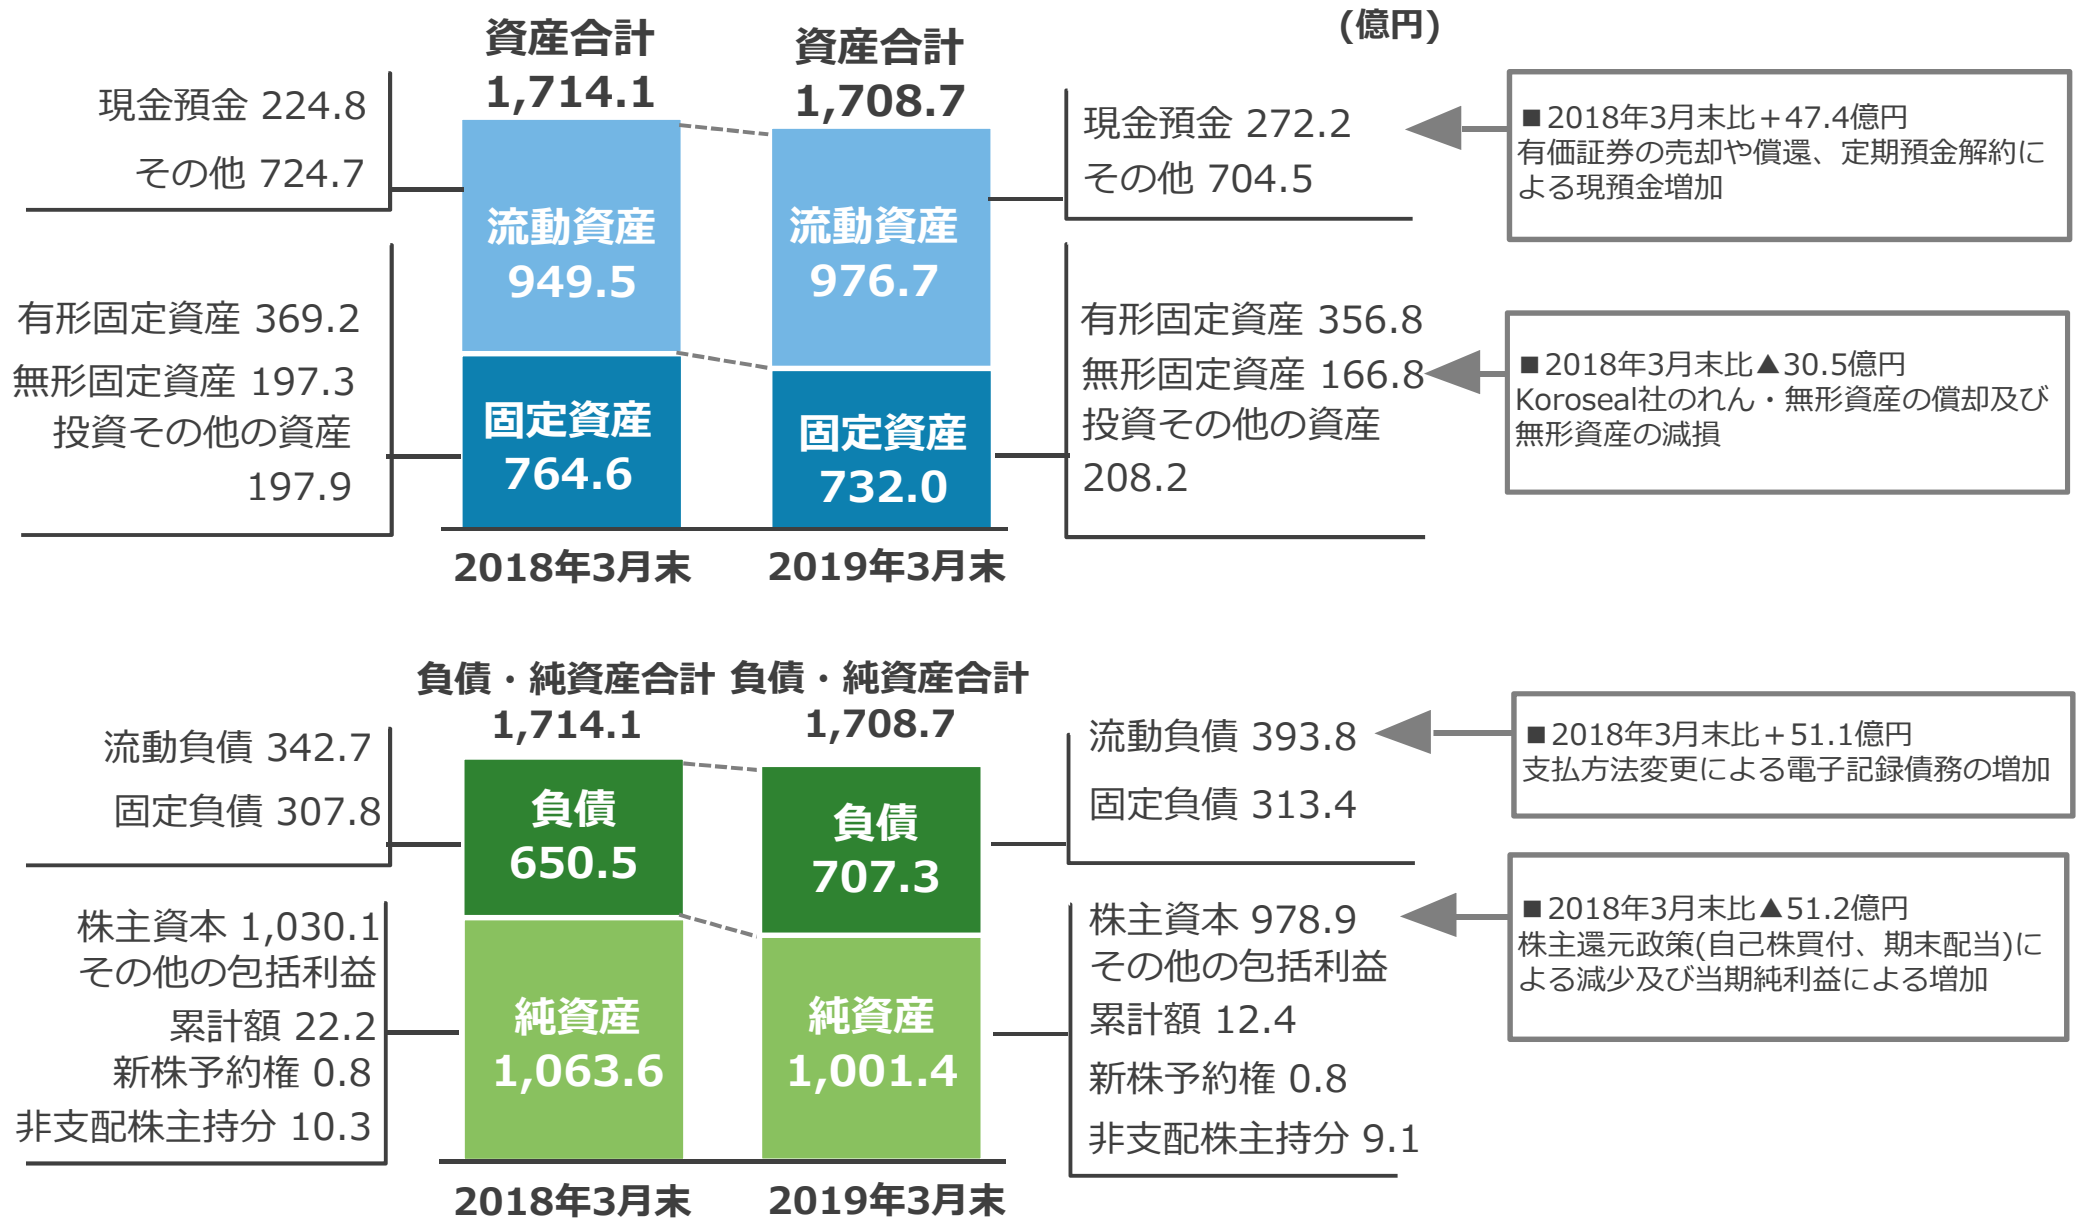 (億円)
資産合計
1,714.1
資産合計
1,708.7
現金預金 224.8
その他 724.7
流動資産
949.5
流動資産
976.7
現金預金 272.2
その他 704.5
■2018年3月末比＋47.4億円
有価証券の売却や償還、定期預金解約に
よる現預金増加
有形固定資産 369.2
無形固定資産 197.3
投資その他の資産
197.9
固定資産
764.6
固定資産
732.0
有形固定資産 356.8
無形固定資産 166.8
投資その他の資産
208.2
■2018年3月末比▲30.5億円
Koroseal社のれん・無形資産の償却及び
無形資産の減損
2018年3月末
2019年3月末
負債・純資産合計
1,714.1
負債・純資産合計
1,708.7
流動負債 342.7
固定負債 307.8
負債
650.5
負債
707.3
流動負債 393.8
固定負債 313.4
■2018年3月末比＋51.1億円
支払方法変更による電子記録債務の増加
株主資本 1,030.1
その他の包括利益
累計額 22.2
新株予約権 0.8
非支配株主持分 10.3
純資産
1,063.6
純資産
1,001.4
株主資本 978.9
その他の包括利益
累計額 12.4
新株予約権 0.8
非支配株主持分 9.1
■2018年3月末比▲51.2億円
株主還元政策(自己株買付、期末配当)に
よる減少及び当期純利益による増加
2018年3月末
2019年3月末